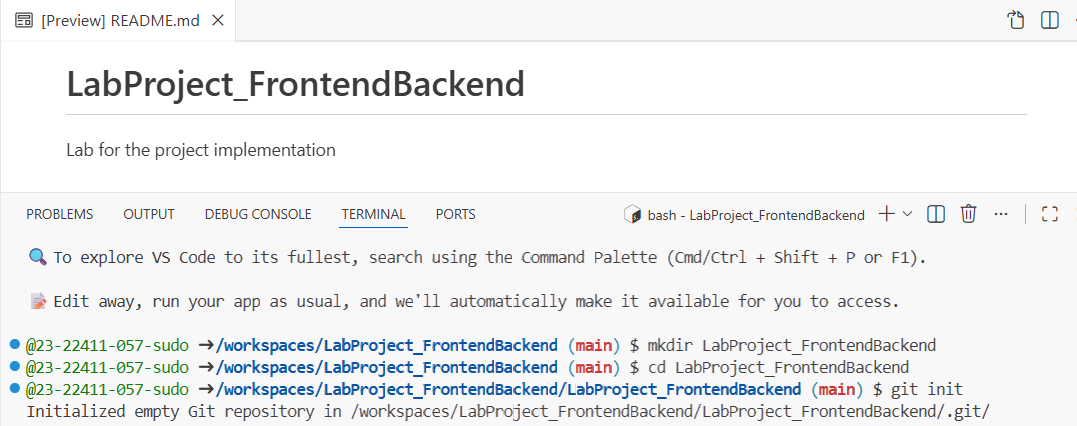 [Preview] README.md
LabProject_FrontendBackend
Lab for the project implementation
PROBLEMS OUTPUT DEBUG CONSOLE TERMINAL PORTS bash - LabProject_FrontendBackend
🔍 To explore VS Code to its fullest, search using the Command Palette (Cmd/Ctrl + Shift + P or F1).
📝 Edit away, run your app as usual, and we'll automatically make it available for you to access.
@23-22411-057-sudo ➜/workspaces/LabProject_FrontendBackend (main) $ mkdir LabProject_FrontendBackend
@23-22411-057-sudo ➜/workspaces/LabProject_FrontendBackend (main) $ cd LabProject_FrontendBackend
@23-22411-057-sudo ➜/workspaces/LabProject_FrontendBackend/LabProject_FrontendBackend (main) $ git init
Initialized empty Git repository in /workspaces/LabProject_FrontendBackend/LabProject_FrontendBackend/.git/